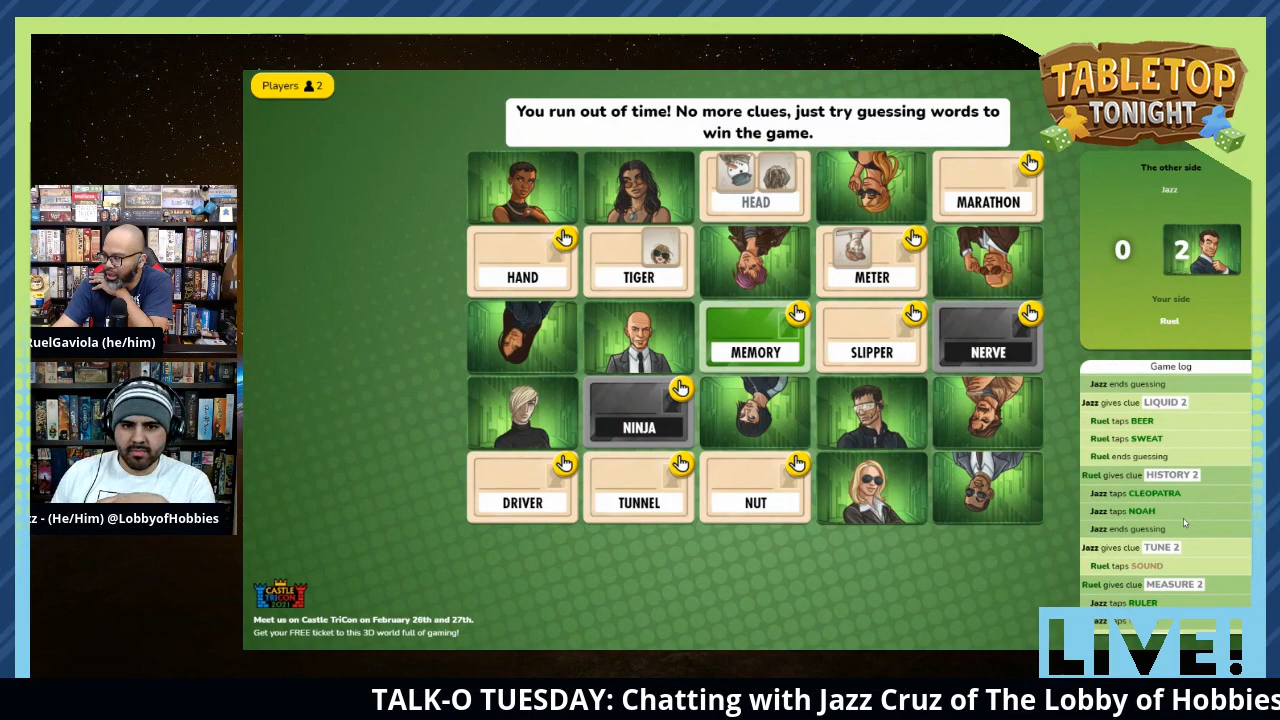 Players 2
You run out of time! No more clues, just try guessing words to
win the game.
TABLETOP
TONIGHT
HEAD
MARATHON
HAND
TIGER
METER
MEMORY
SLIPPER
NERVE
NINJA
DRIVER
TUNNEL
NUT
The other side
Jazz
0 2
Your side
Ruel
Game log
Jazz ends guessing
Jazz gives clue LIQUID 2
Ruel taps BEER
Ruel taps SWEAT
Ruel ends guessing
Ruel gives clue HISTORY 2
Jazz taps CLEOPATRA
Jazz taps NOAH
Jazz ends guessing
Jazz gives clue TUNE 2
Ruel taps SOUND
Ruel gives clue MEASURE 2
Jazz taps RULER
RuelGaviola (he/him)
zz - (He/Him) @LobbyofHobbies
CASTLE
TRICON
2021
Meet us on Castle TriCon on February 26th and 27th.
Get your FREE ticket to this 3D world full of gaming!
LIVE!
TALK-O TUESDAY: Chatting with Jazz Cruz of The Lobby of Hobbies